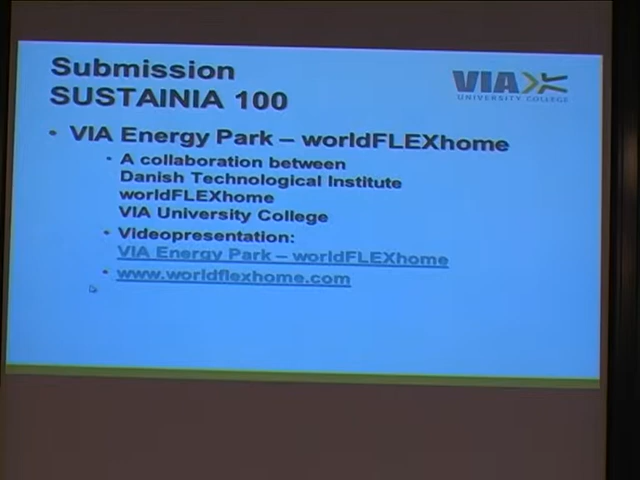 Submission
SUSTAINIA 100
VIA
UNIVERSITY COLLEGE
• VIA Energy Park – worldFLEXhome
• A collaboration between
Danish Technological Institute
worldFLEXhome
VIA University College
• Videopresentation:
VIA Energy Park – worldFLEXhome
• www.worldflexhome.com